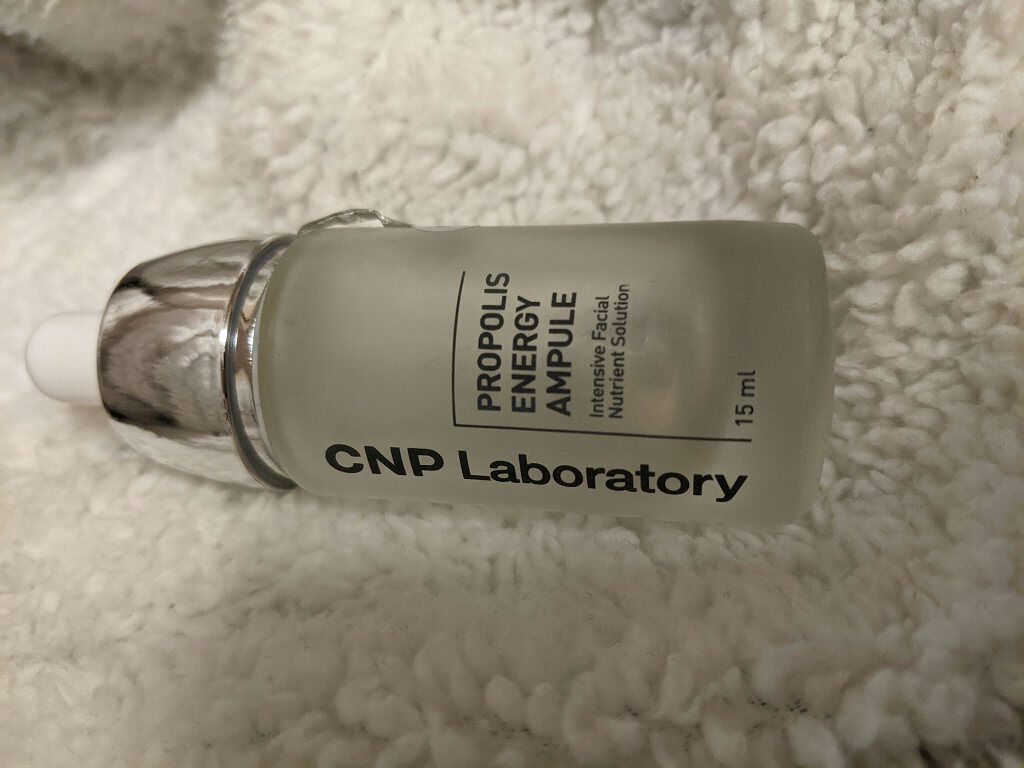 CNP Laboratory
PROPOLIS
ENERGY
AMPULE
Intensive Facial
Nutrient Solution
15 ml